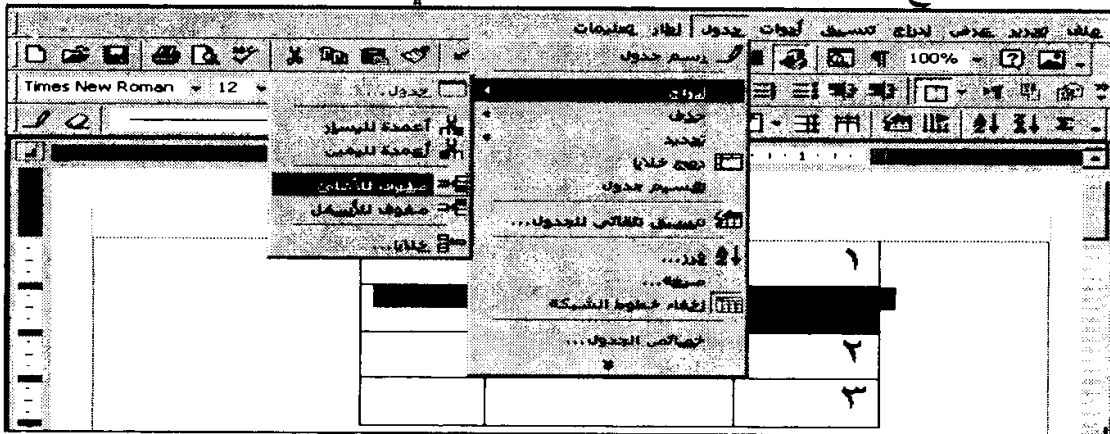 ملف تحرير عرض إدراج تنسيق أدوات جدول إطار تعليمات
100%
Times New Roman 12
رسم جدول
إدراج
حذف
تحديد
دمج خلايا
تقسيم جدول
تنسيق تلقائي للجدول...
فرز...
صيغة...
إخفاء خطوط الشبكة
خصائص الجدول...
جدول...
أعمدة لليسار
أعمدة لليمين
صفوف للأعلى
صفوف للأسفل
خلايا...
1
١
٢
٣